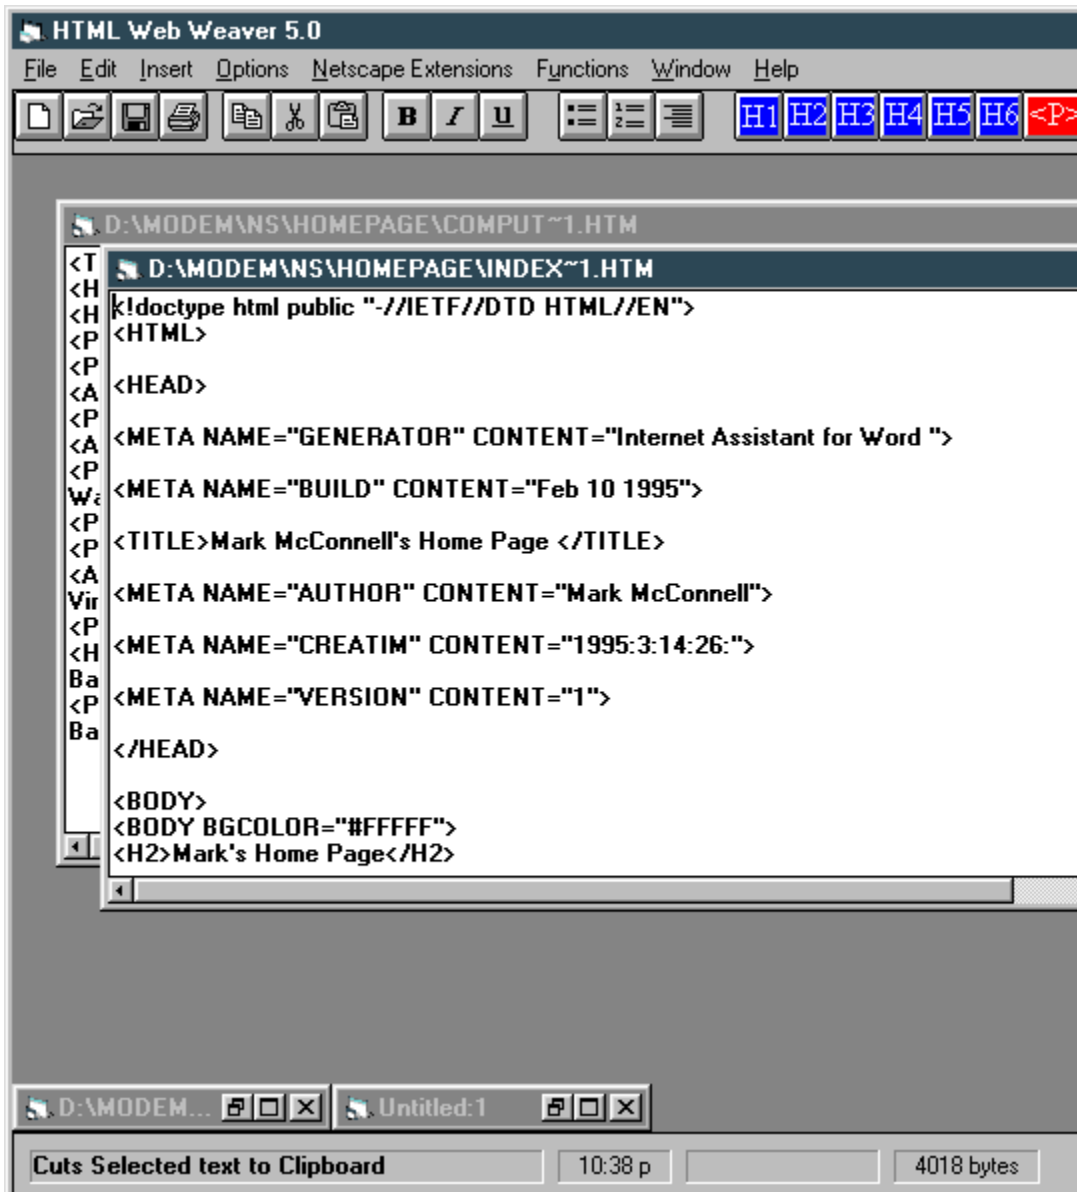 HTML Web Weaver 5.0
File Edit Insert Options Netscape Extensions Functions Window Help
B I U H1 H2 H3 H4 H5 H6 <P>
D:\MODEM\NS\HOMEPAGE\COMPUT~1.HTM
<T
<H
<H
<P
<P
<A
<P
<A
<P
Wa
<P
<P
<A
Vir
<P
<H
Ba
<P
Ba
D:\MODEM\NS\HOMEPAGE\INDEX~1.HTM
<!doctype html public "-//IETF//DTD HTML//EN">
<HTML>
<HEAD>
<META NAME="GENERATOR" CONTENT="Internet Assistant for Word ">
<META NAME="BUILD" CONTENT="Feb 10 1995">
<TITLE>Mark McConnell's Home Page </TITLE>
<META NAME="AUTHOR" CONTENT="Mark McConnell">
<META NAME="CREATIM" CONTENT="1995:3:14:26:">
<META NAME="VERSION" CONTENT="1">
</HEAD>
<BODY>
<BODY BGCOLOR="#FFFFF">
<H2>Mark's Home Page</H2>
D:\MODEM... Untitled:1
Cuts Selected text to Clipboard 10:38 p 4018 bytes